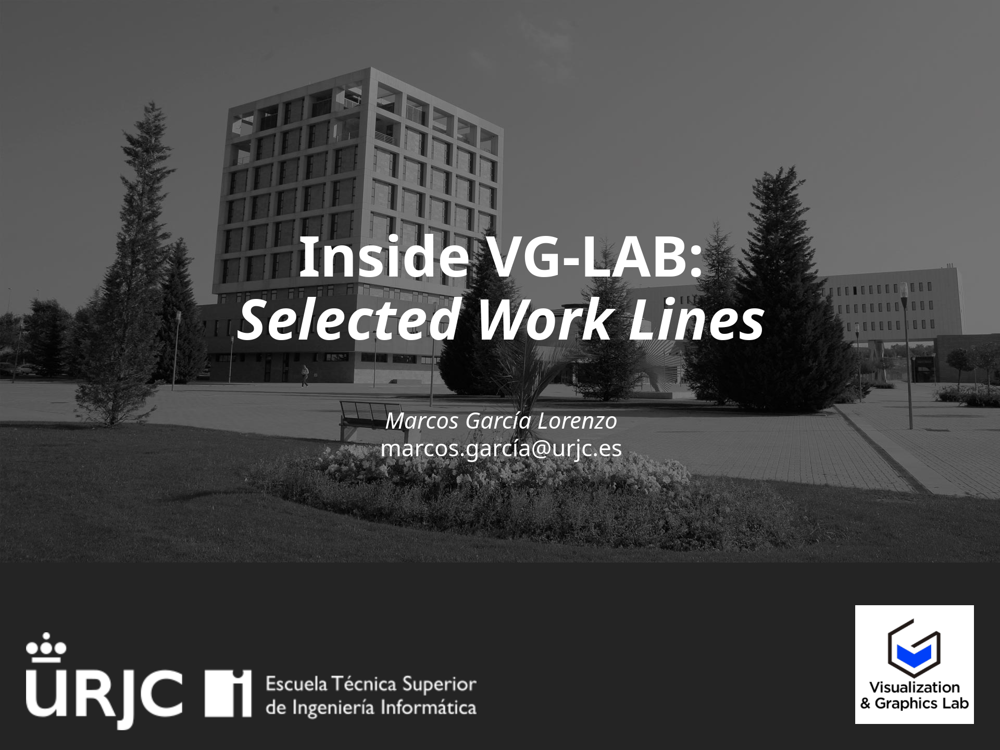 Inside VG-LAB:
Selected Work Lines
Marcos García Lorenzo
marcos.garcía@urjc.es
URJC
i
Escuela Técnica Superior
de Ingeniería Informática
Visualization
& Graphics Lab